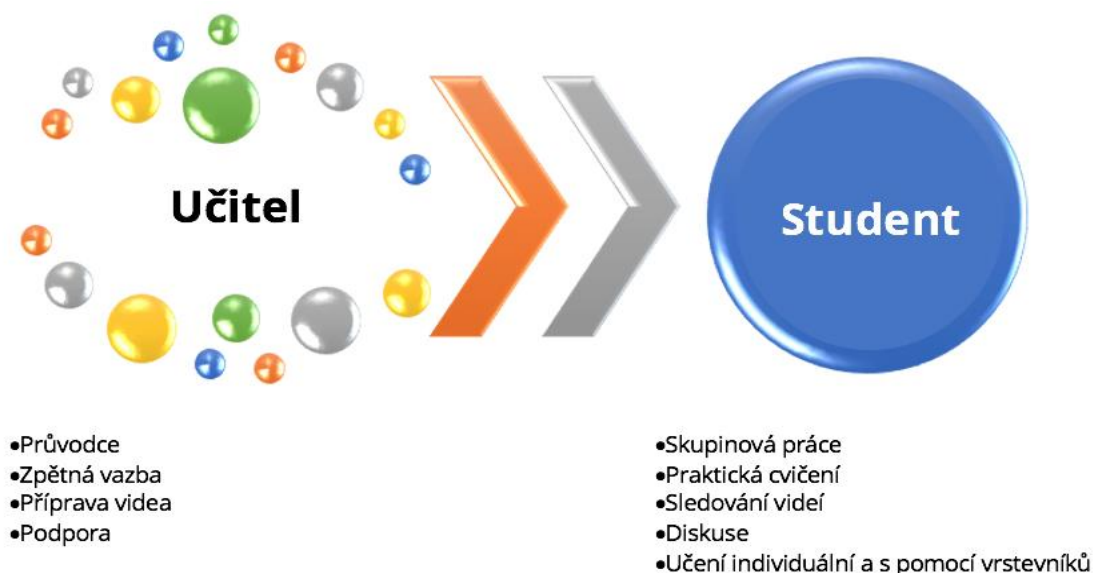 Učitel
Student
•Průvodce
•Zpětná vazba
•Příprava videa
•Podpora
•Skupinová práce
•Praktická cvičení
•Sledování videí
•Diskuse
•Učení individuální a s pomocí vrstevníků